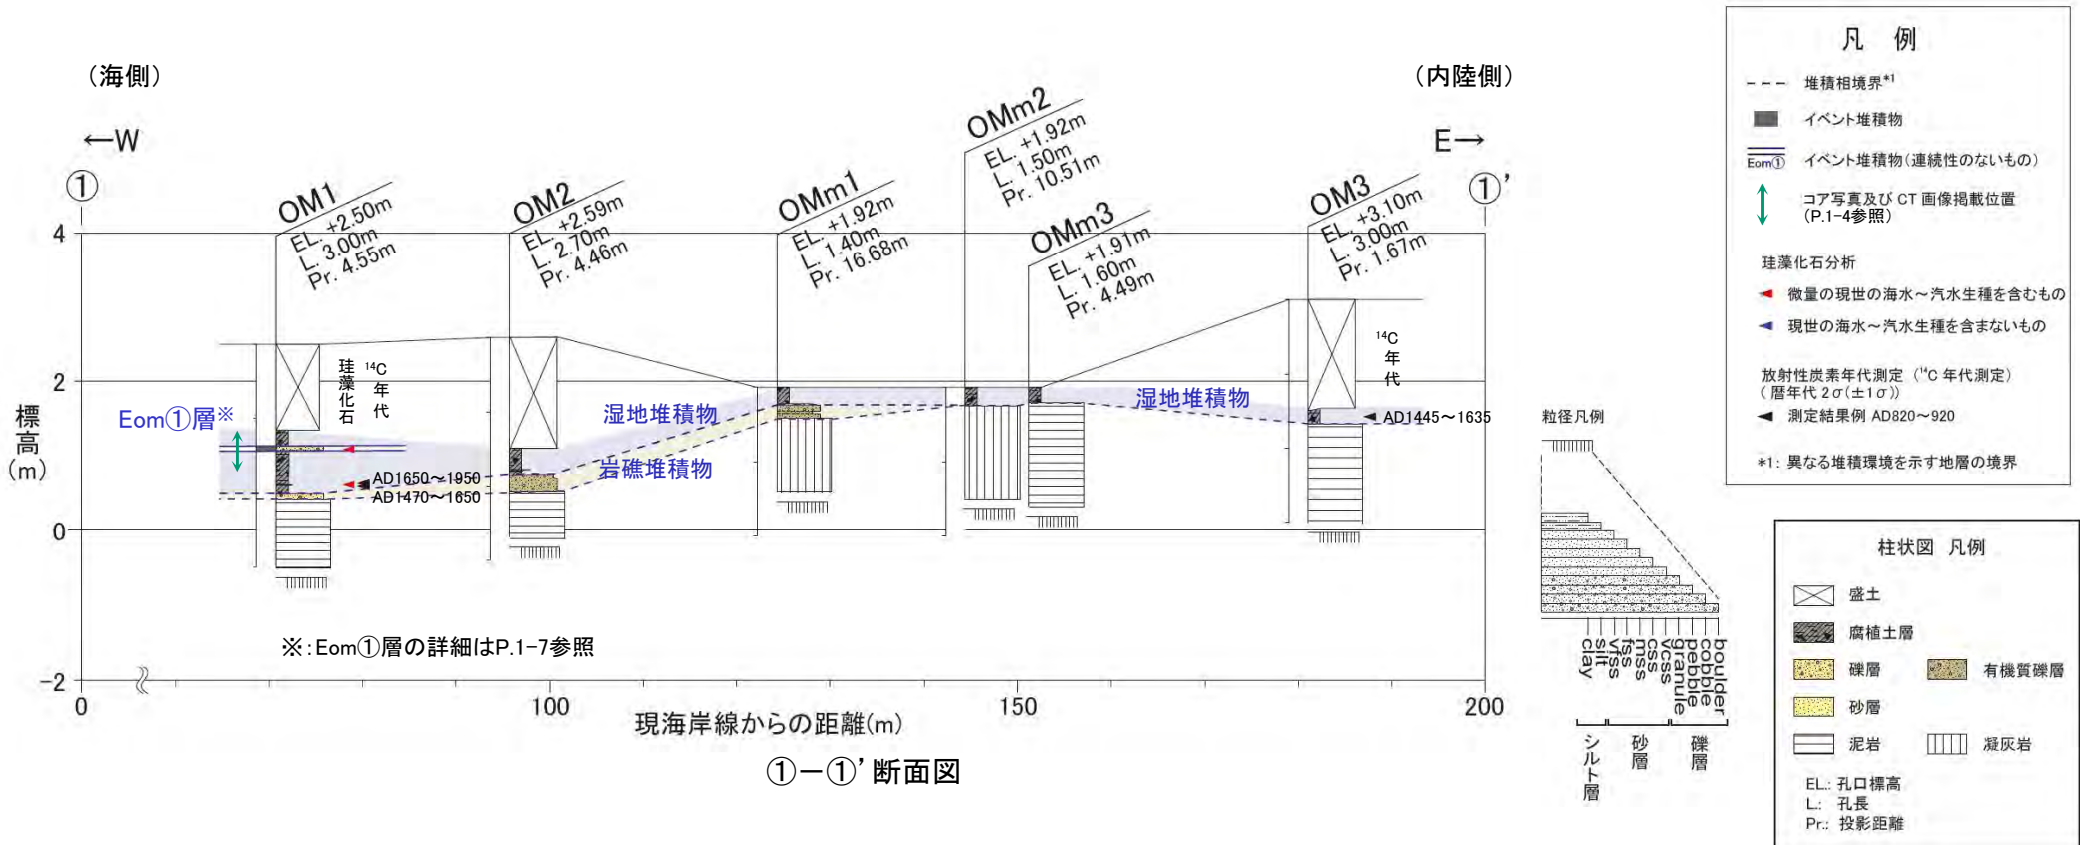 (海側)
(内陸側)
←W
E→
①
①’
OM1
EL. +2.50m
L. 3.00m
Pr. 4.55m
OM2
EL. +2.59m
L. 2.70m
Pr. 4.46m
OMm1
EL. +1.92m
L. 1.40m
Pr. 16.68m
OMm2
EL. +1.92m
L. 1.50m
Pr. 10.51m
OMm3
EL. +1.91m
L. 1.60m
Pr. 4.49m
OM3
EL. +3.10m
L. 3.00m
Pr. 1.67m
4
2
0
-2
標高
(m)
珪藻化石
¹⁴C
年代
¹⁴C
年代
Eom①層※
湿地堆積物
岩礁堆積物
湿地堆積物
AD1650～1950
AD1470～1650
AD1445～1635
※:Eom①層の詳細はP.1-7参照
0
100
150
200
現海岸線からの距離(m)
①－①’断面図
凡 例
堆積相境界*1
イベント堆積物
Eom①
イベント堆積物(連続性のないもの)
コア写真及び CT 画像掲載位置
(P.1-4参照)
珪藻化石分析
微量の現世の海水～汽水生種を含むもの
現世の海水～汽水生種を含まないもの
放射性炭素年代測定 (¹⁴C 年代測定)
(暦年代 2σ(±1σ))
測定結果例 AD820～920
*1: 異なる堆積環境を示す地層の境界
粒径凡例
clay
silt
vfss
fss
mss
css
vcss
granule
pebble
cobble
boulder
シルト層
砂層
礫層
柱状図 凡例
盛土
腐植土層
礫層
有機質礫層
砂層
泥岩
凝灰岩
EL.: 孔口標高
L.: 孔長
Pr.: 投影距離